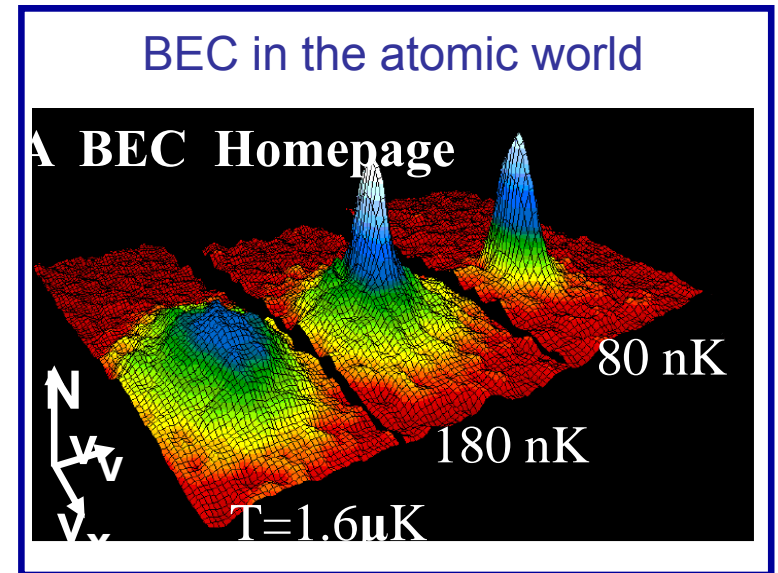 BEC in the atomic world
A BEC Homepage
80 nK
N
180 nK
V y
V x
T=1.6µK